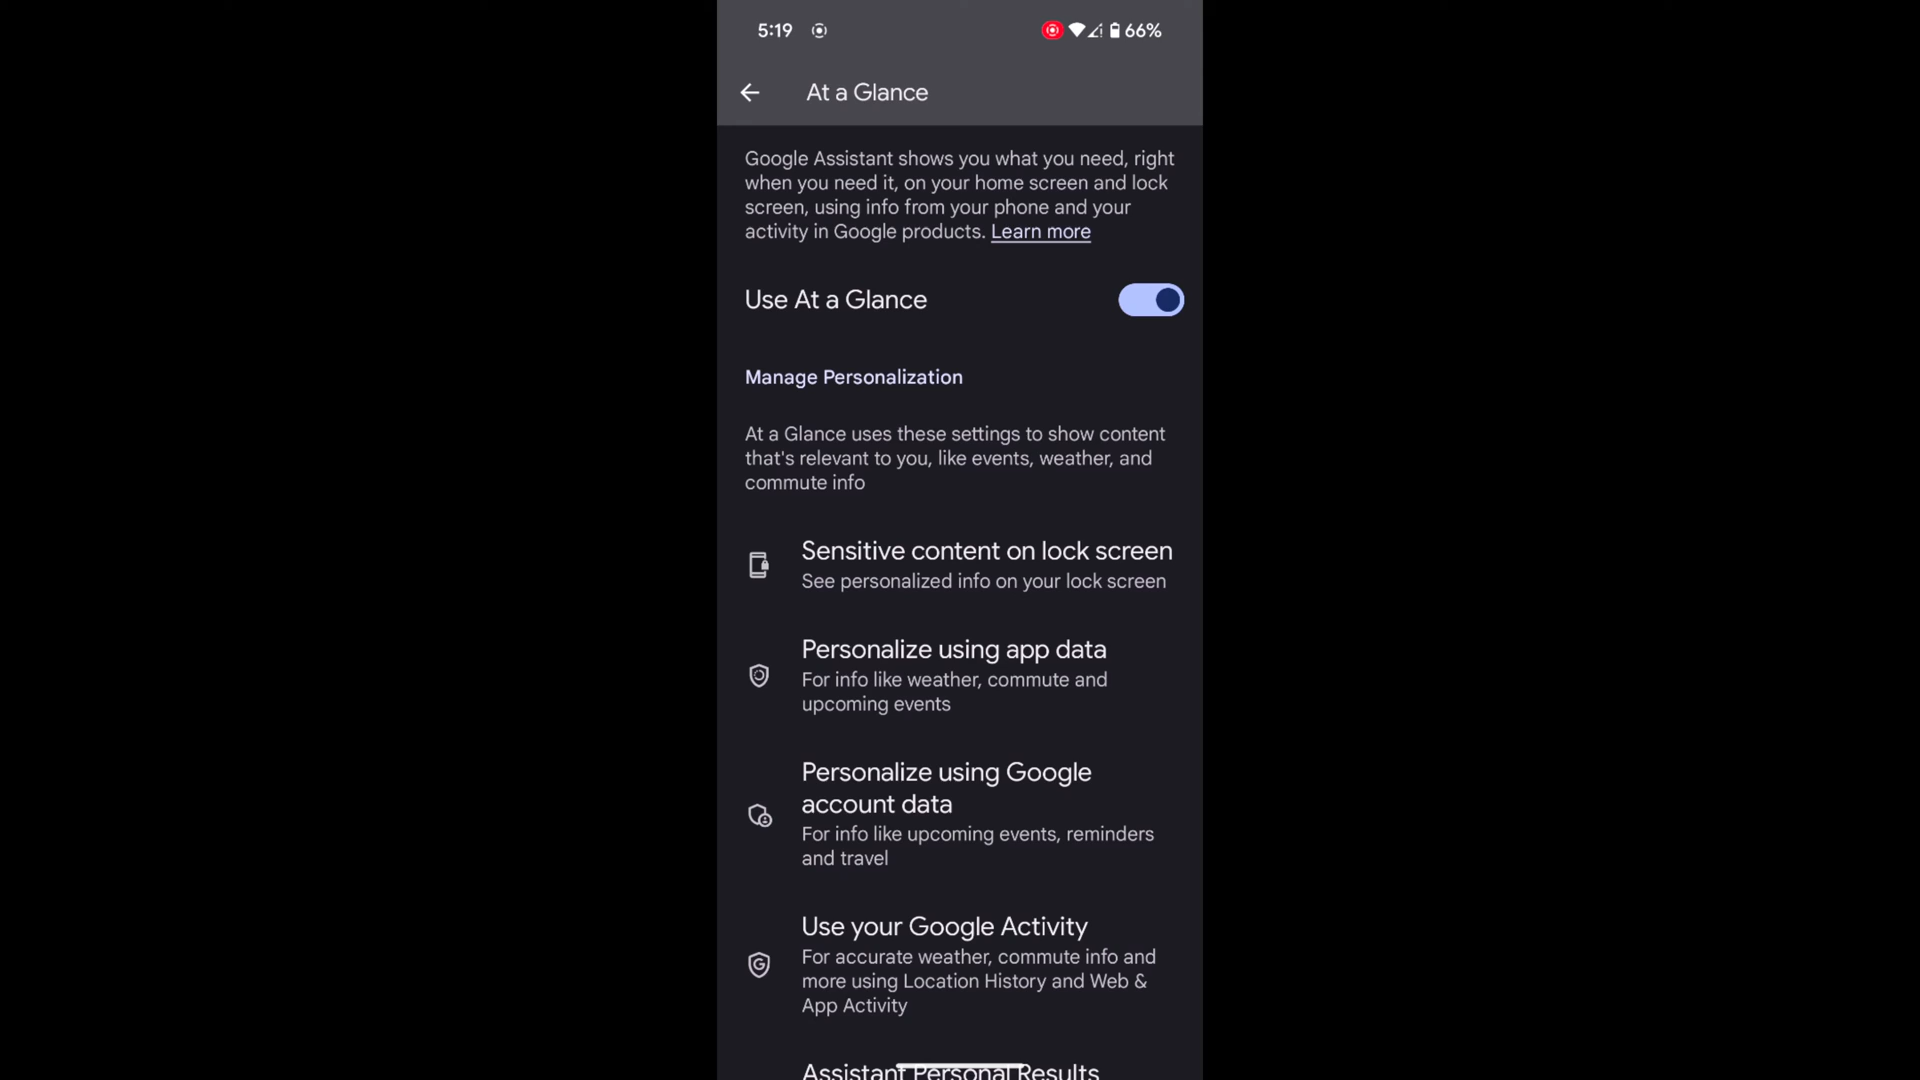 5:19
66%
At a Glance
Google Assistant shows you what you need, right
when you need it, on your home screen and lock
screen, using info from your phone and your
activity in Google products. Learn more
Use At a Glance
Manage Personalization
At a Glance uses these settings to show content
that's relevant to you, like events, weather, and
commute info
Sensitive content on lock screen
See personalized info on your lock screen
Personalize using app data
For info like weather, commute and
upcoming events
Personalize using Google
account data
For info like upcoming events, reminders
and travel
Use your Google Activity
For accurate weather, commute info and
more using Location History and Web &
App Activity
Assistant Personal Results